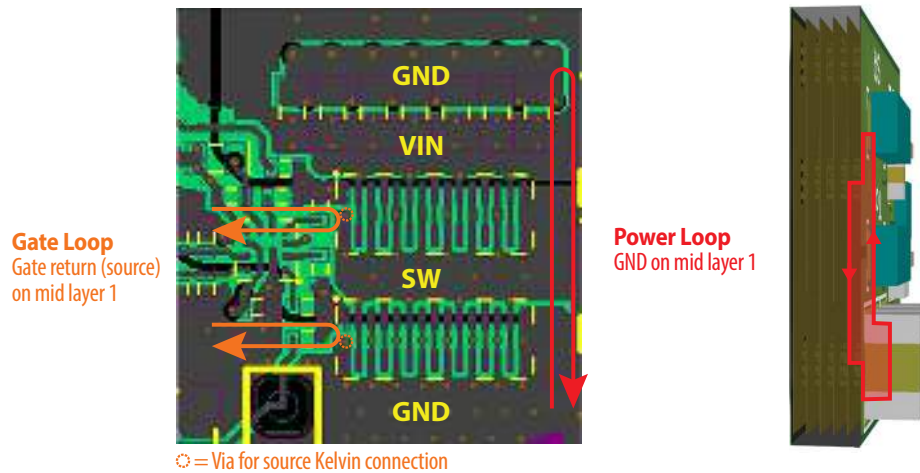 GND
VIN
Gate Loop
Gate return (source)
on mid layer 1
SW
Power Loop
GND on mid layer 1
GND
= Via for source Kelvin connection